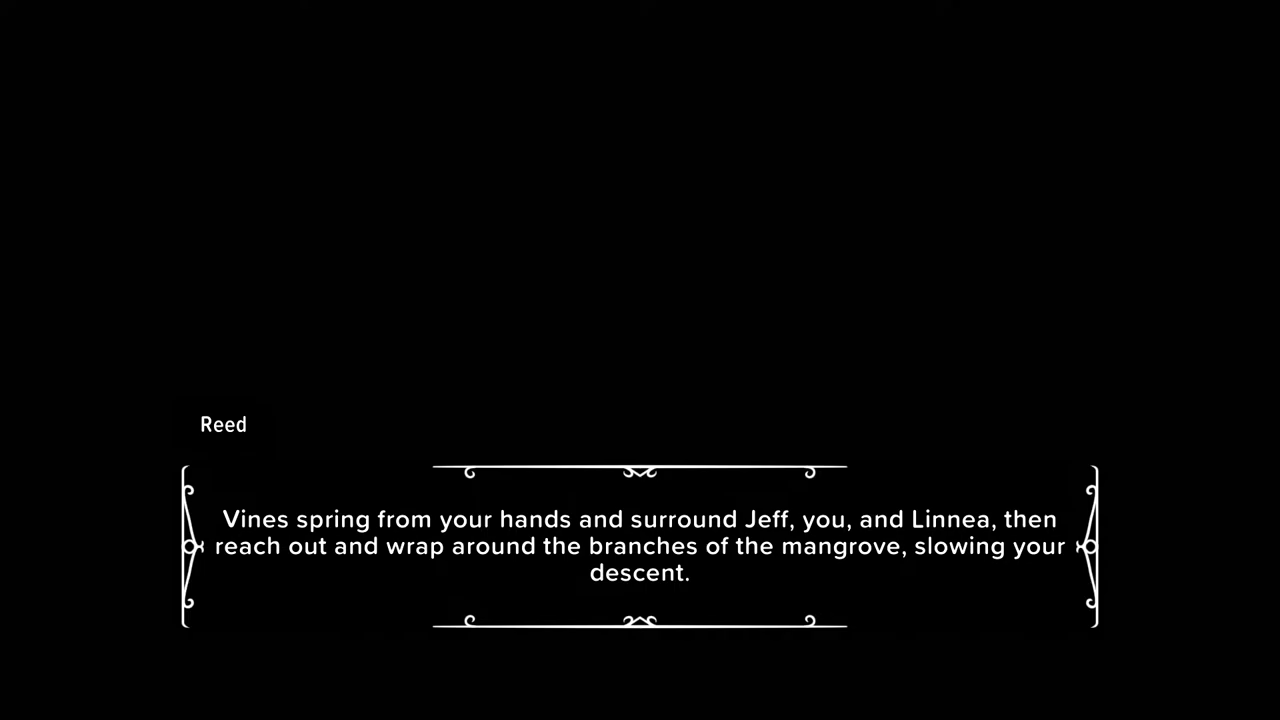 Reed
Vines spring from your hands and surround Jeff, you, and Linnea, then
reach out and wrap around the branches of the mangrove, slowing your
descent.